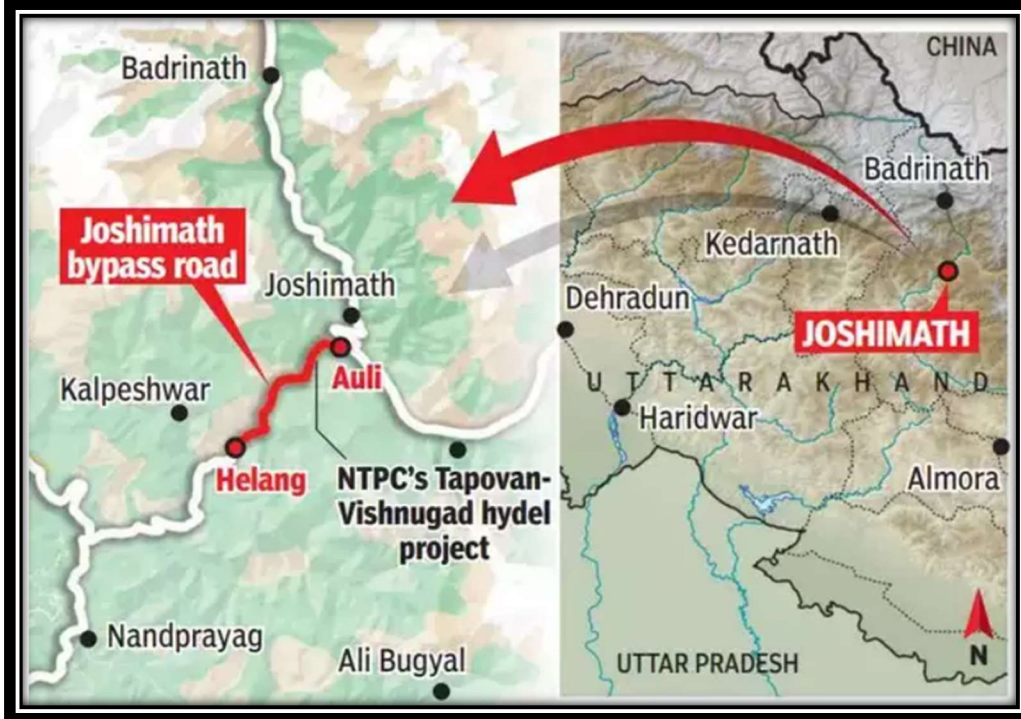 Badrinath
Joshimath
bypass road
Joshimath
Kalpeshwar
Auli
Helang
NTPC's Tapovan-
Vishnugad hydel
project
Nandprayag
Ali Bugyal
CHINA
Badrinath
Kedarnath
Dehradun
JOSHIMATH
UTTARAKHAND
Haridwar
Almora
UTTAR PRADESH
N